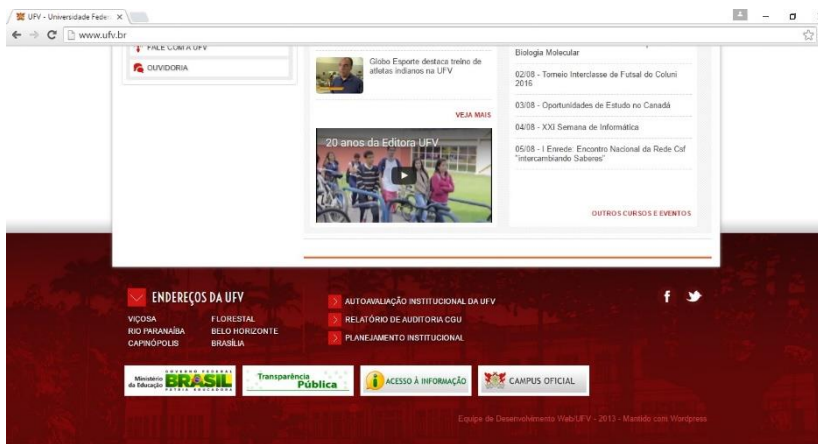 UFV - Universidade Feder
www.ufv.br
FALE COM A UFV
OUVIDORIA
Globo Esporte destaca treino de
atletas indianos na UFV
VEJA MAIS
20 anos da Editora UFV
Biologia Molecular
02/08 - Torneio Interclasse de Futsal do Coluni
2016
03/08 - Oportunidades de Estudo no Canadá
04/08 - XXI Semana de Informática
05/08 - I Enrede: Encontro Nacional da Rede Csf
"intercambiando Saberes"
OUTROS CURSOS E EVENTOS
ENDEREÇOS DA UFV
VIÇOSA
FLORESTAL
RIO PARANAÍBA
BELO HORIZONTE
CAPINÓPOLIS
BRASÍLIA
AUTOAVALIAÇÃO INSTITUCIONAL DA UFV
RELATÓRIO DE AUDITORIA CGU
PLANEJAMENTO INSTITUCIONAL
Ministério
da Educação
GOVERNO FEDERAL
BRASIL
PÁTRIA EDUCADORA
Transparência
Pública
ACESSO À INFORMAÇÃO
CAMPUS OFICIAL
Equipe de Desenvolvimento Web/UFV - 2013 - Mantido com Wordpress